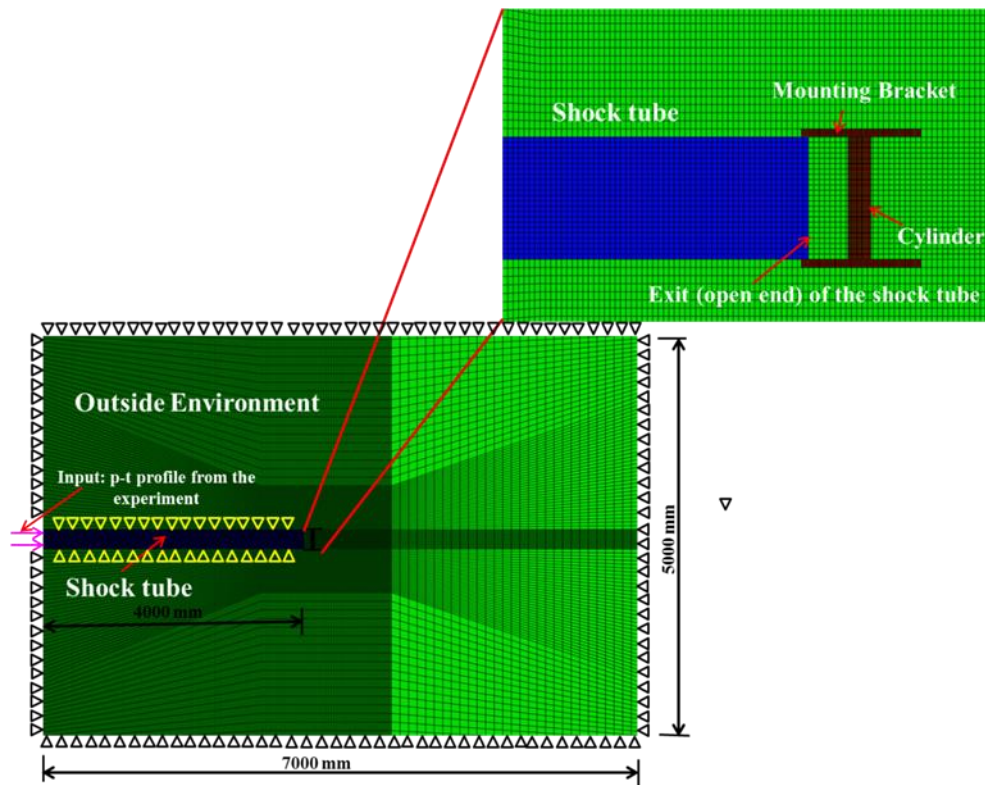 Mounting Bracket
Shock tube
Cylinder
Exit (open end) of the shock tube
Outside Environment
Input: p-t profile from the
experiment
Shock tube
4000 mm
5000 mm
7000 mm